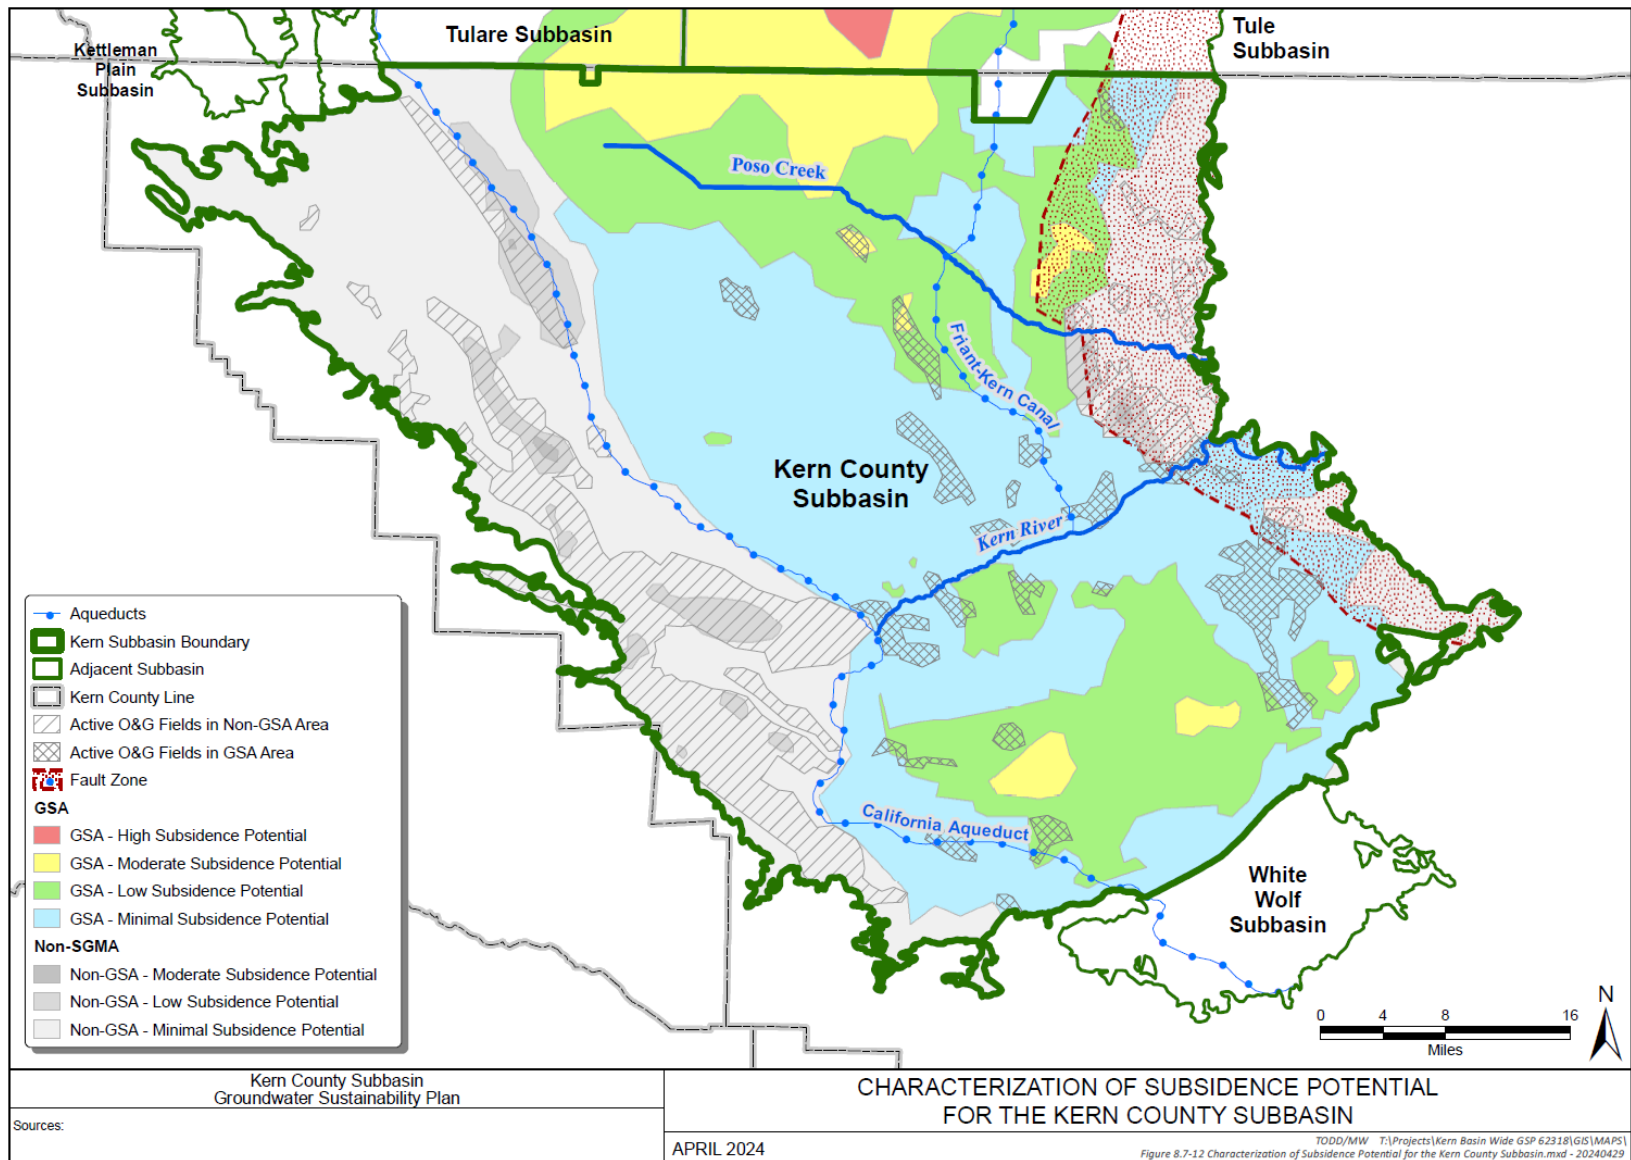 Tulare Subbasin
Tule
Subbasin
Kettleman
Plain
Subbasin
Poso Creek
Friant-Kern Canal
Kern County
Subbasin
Kern River
California Aqueduct
White
Wolf
Subbasin
Aqueducts
Kern Subbasin Boundary
Adjacent Subbasin
Kern County Line
Active O&G Fields in Non-GSA Area
Active O&G Fields in GSA Area
Fault Zone
GSA
GSA - High Subsidence Potential
GSA - Moderate Subsidence Potential
GSA - Low Subsidence Potential
GSA - Minimal Subsidence Potential
Non-SGMA
Non-GSA - Moderate Subsidence Potential
Non-GSA - Low Subsidence Potential
Non-GSA - Minimal Subsidence Potential
N
0 4 8 16
Miles
Kern County Subbasin
Groundwater Sustainability Plan
Sources:
CHARACTERIZATION OF SUBSIDENCE POTENTIAL
FOR THE KERN COUNTY SUBBASIN
APRIL 2024
TODD/MW T:\Projects\Kern Basin Wide GSP 62318\GIS\MAPS\
Figure 8.7-12 Characterization of Subsidence Potential for the Kern County Subbasin.mxd - 20240429